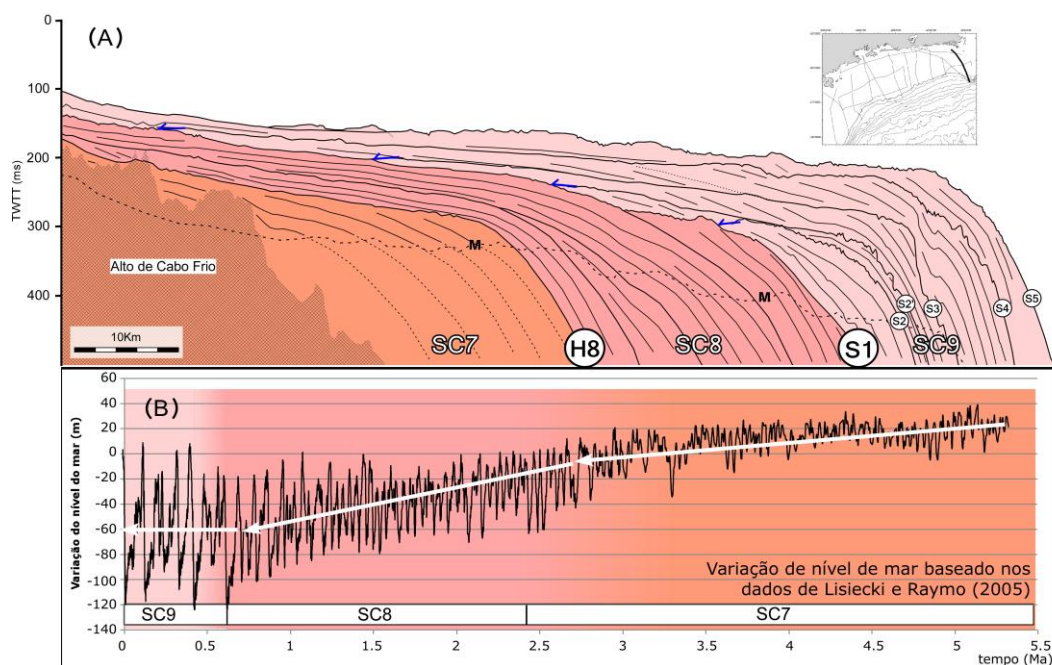 (A)
0
100
200
300
400
TWTT (ms)
M
M
Alto de Cabo Frio
10Km
SC7
H8
SC8
S1
S2
S2
S3
SC9
S4
S5
(B)
60
40
20
0
-20
-40
-60
-80
-100
-120
-140
Variação do nível de mar (m)
Variação de nível de mar baseado nos
dados de Lisiecki e Raymo (2005)
SC9
SC8
SC7
0
0.5
1
1.5
2
2.5
3
3.5
4
4.5
5
5.5
tempo (Ma)